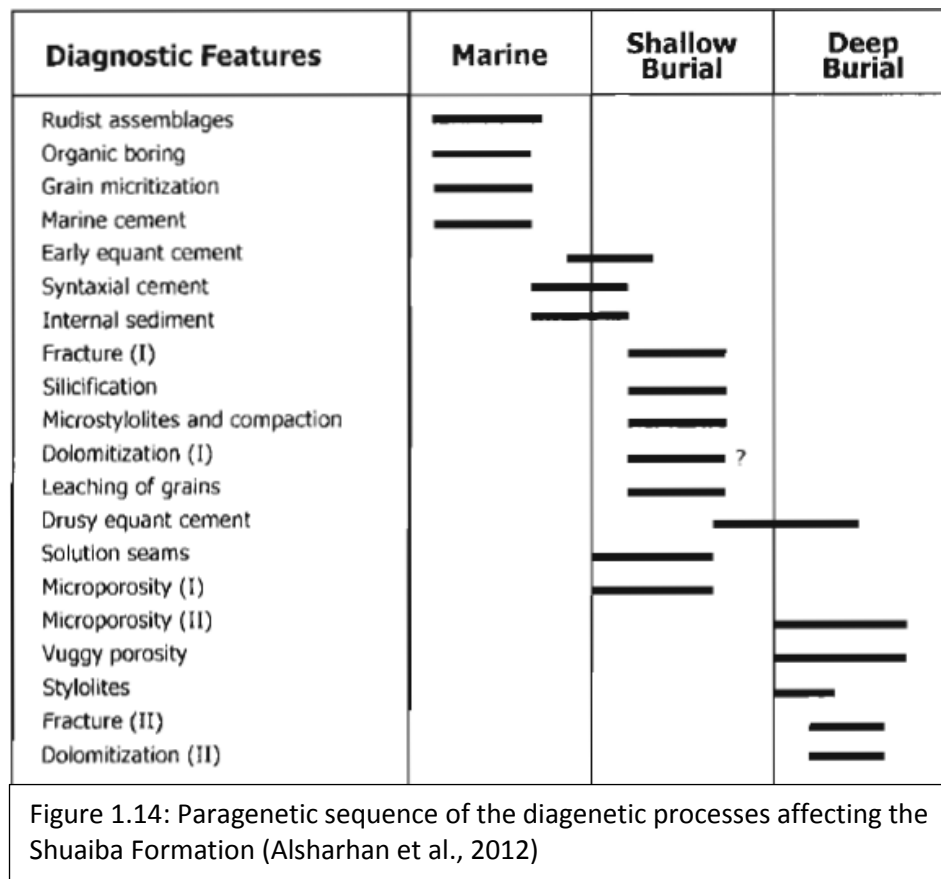 Diagnostic Features
Marine
Shallow
Burial
Deep
Burial
Rudist assemblages
Organic boring
Grain micritization
Marine cement
Early equant cement
Syntaxial cement
Internal sediment
Fracture (I)
Silicification
Microstylolites and compaction
Dolomitization (I)
?
Leaching of grains
Drusy equant cement
Solution seams
Microporosity (I)
Microporosity (II)
Vuggy porosity
Stylolites
Fracture (II)
Dolomitization (II)
Figure 1.14: Paragenetic sequence of the diagenetic processes affecting the
Shuaiba Formation (Alsharhan et al., 2012)